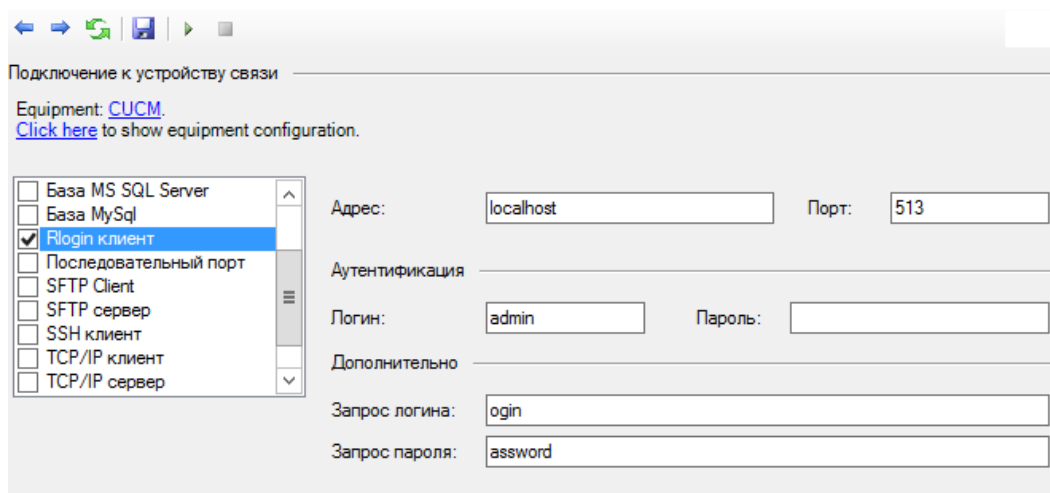 Подключение к устройству связи
Equipment: CUCM.
Click here to show equipment configuration.
База MS SQL Server
База MySql
Rlogin клиент
Последовательный порт
SFTP Client
SFTP сервер
SSH клиент
TCP/IP клиент
TCP/IP сервер
Адрес: localhost Порт: 513
Аутентификация
Логин: admin Пароль:
Дополнительно
Запрос логина: ogin
Запрос пароля: assword